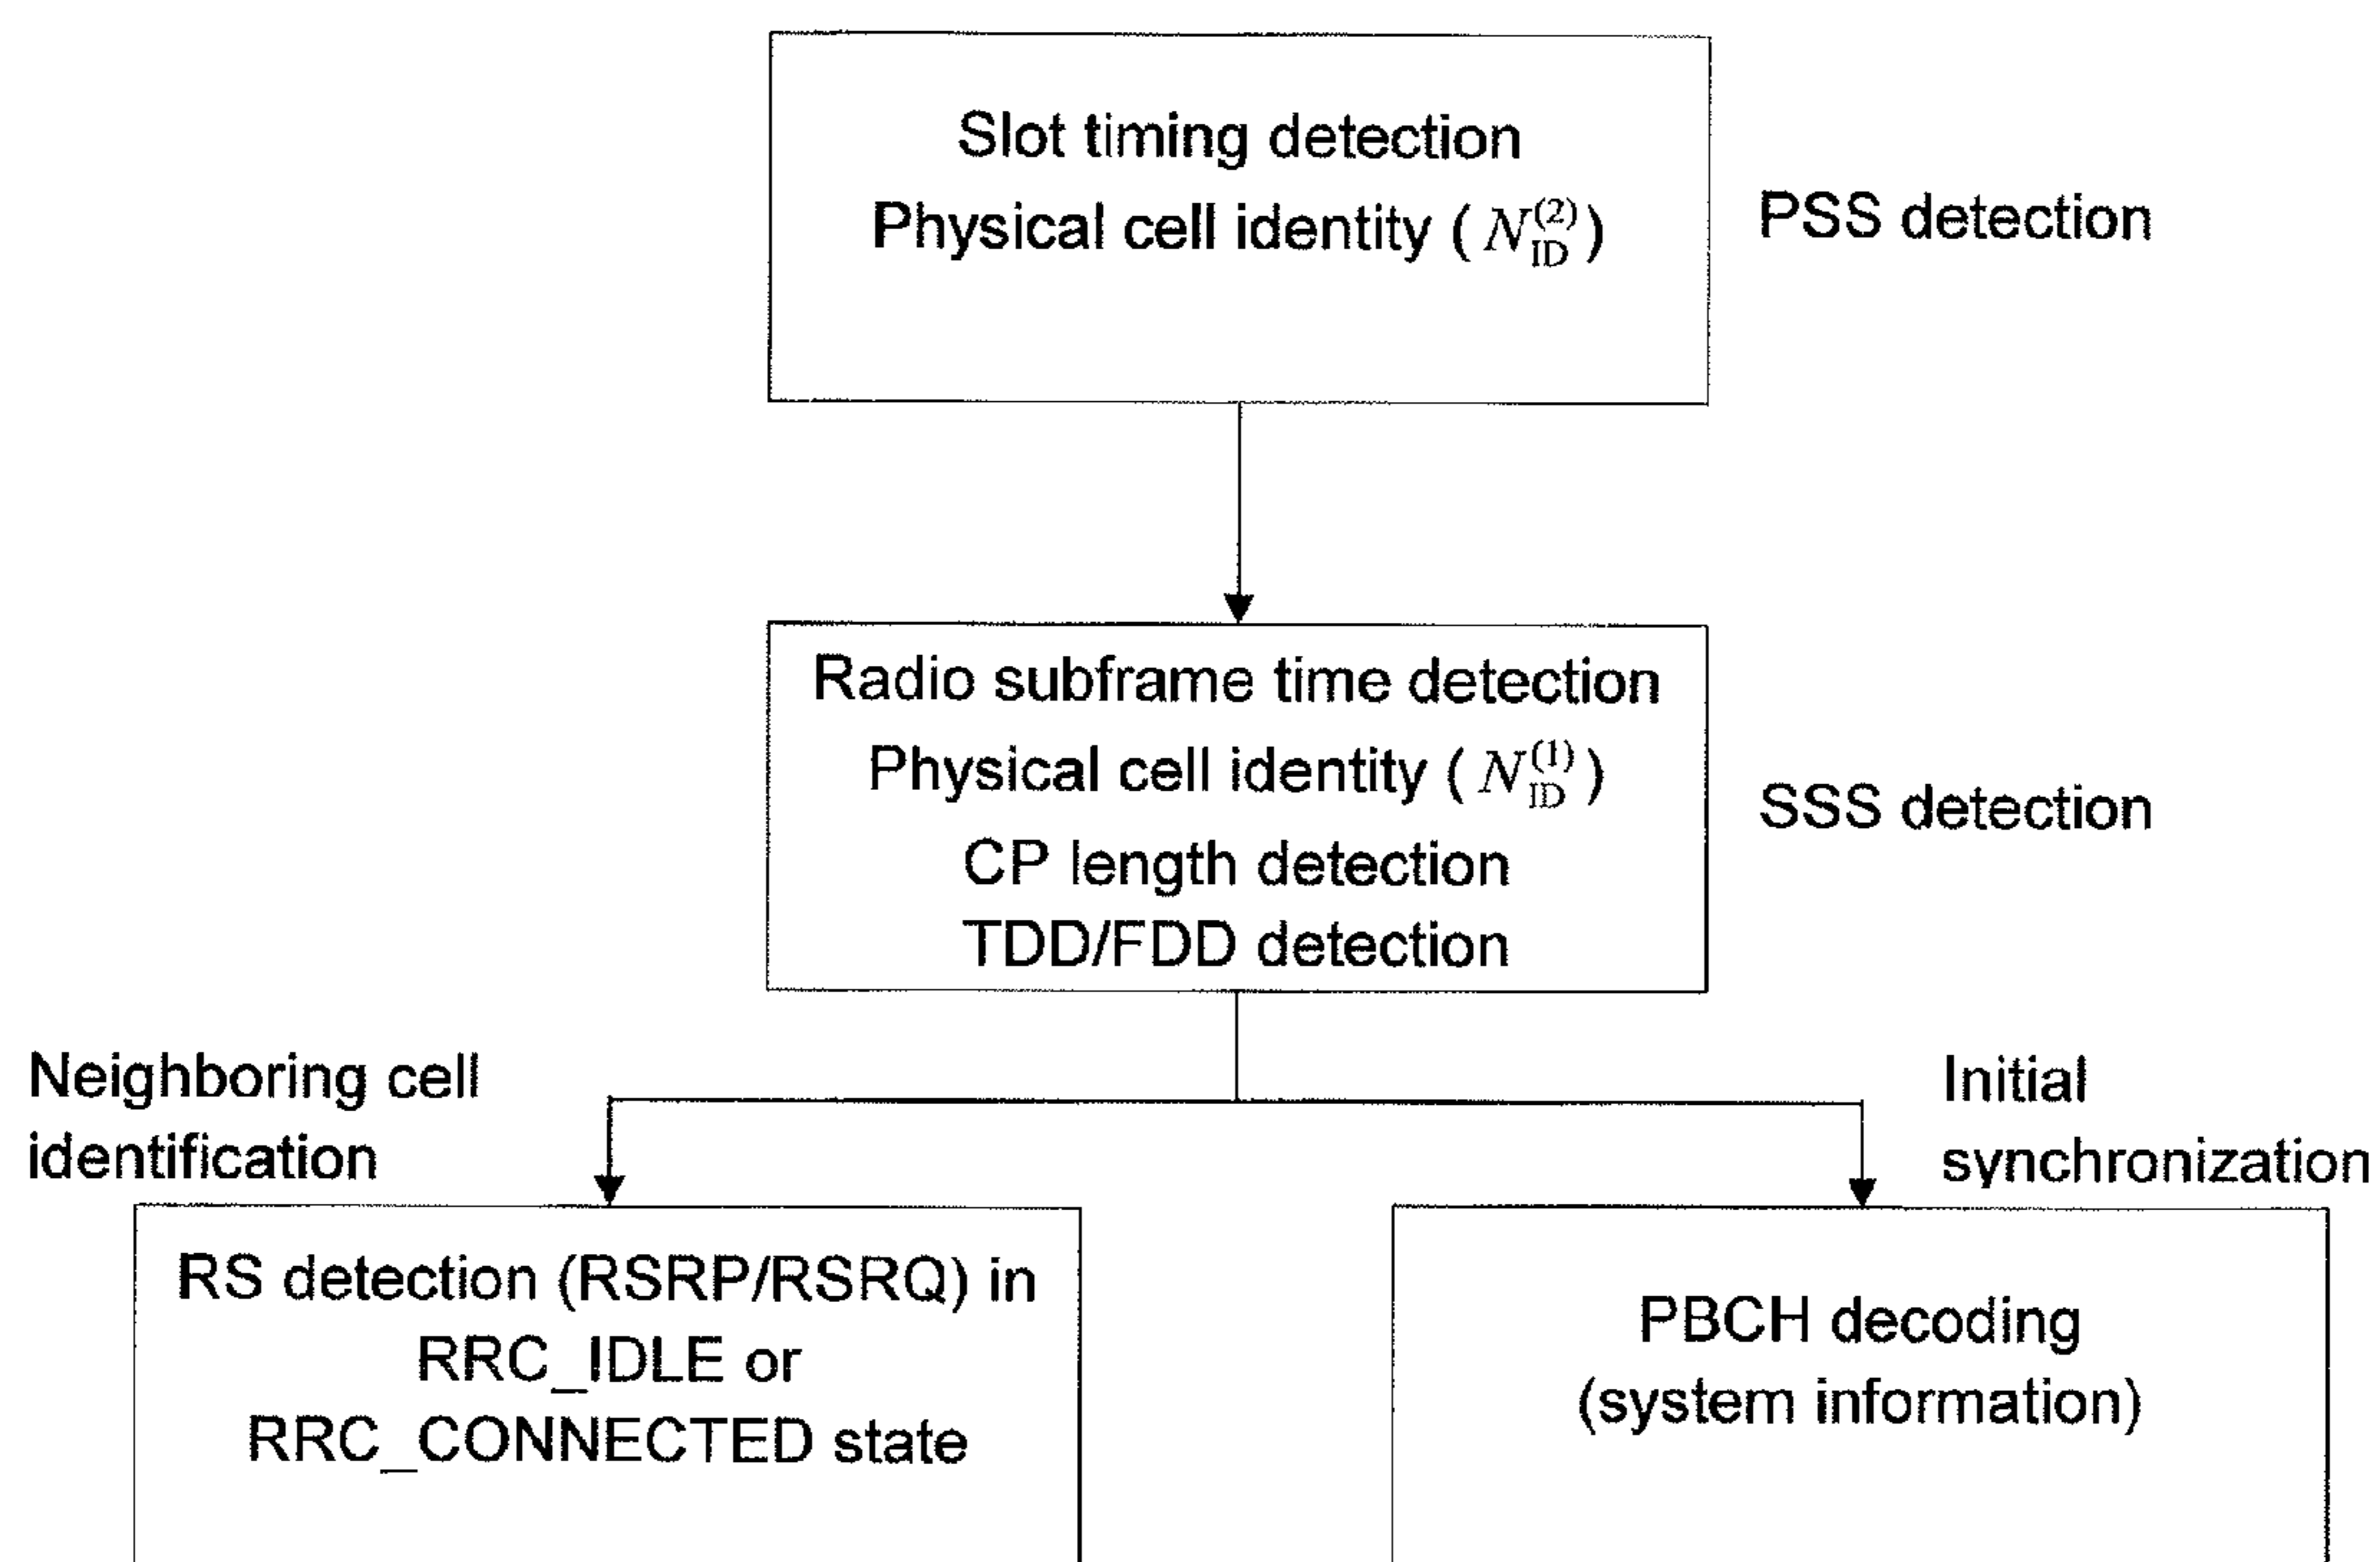 Slot timing detection
Physical cell identity ( N_ID^(2) )
PSS detection
Radio subframe time detection
Physical cell identity ( N_ID^(1) )
CP length detection
TDD/FDD detection
SSS detection
Neighboring cell
identification
Initial
synchronization
RS detection (RSRP/RSRQ) in
RRC_IDLE or
RRC_CONNECTED state
PBCH decoding
(system information)